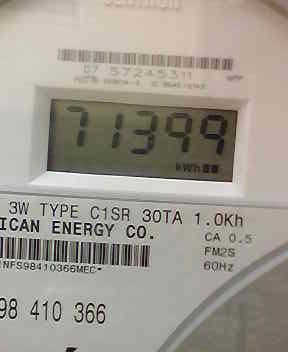 07 57245311
71399
kWh
3W TYPE C1SR 30TA 1.0Kh
ICAN ENERGY CO.
CA 0.5
FM2S
NFS98410366MEC*
60Hz
98 410 366